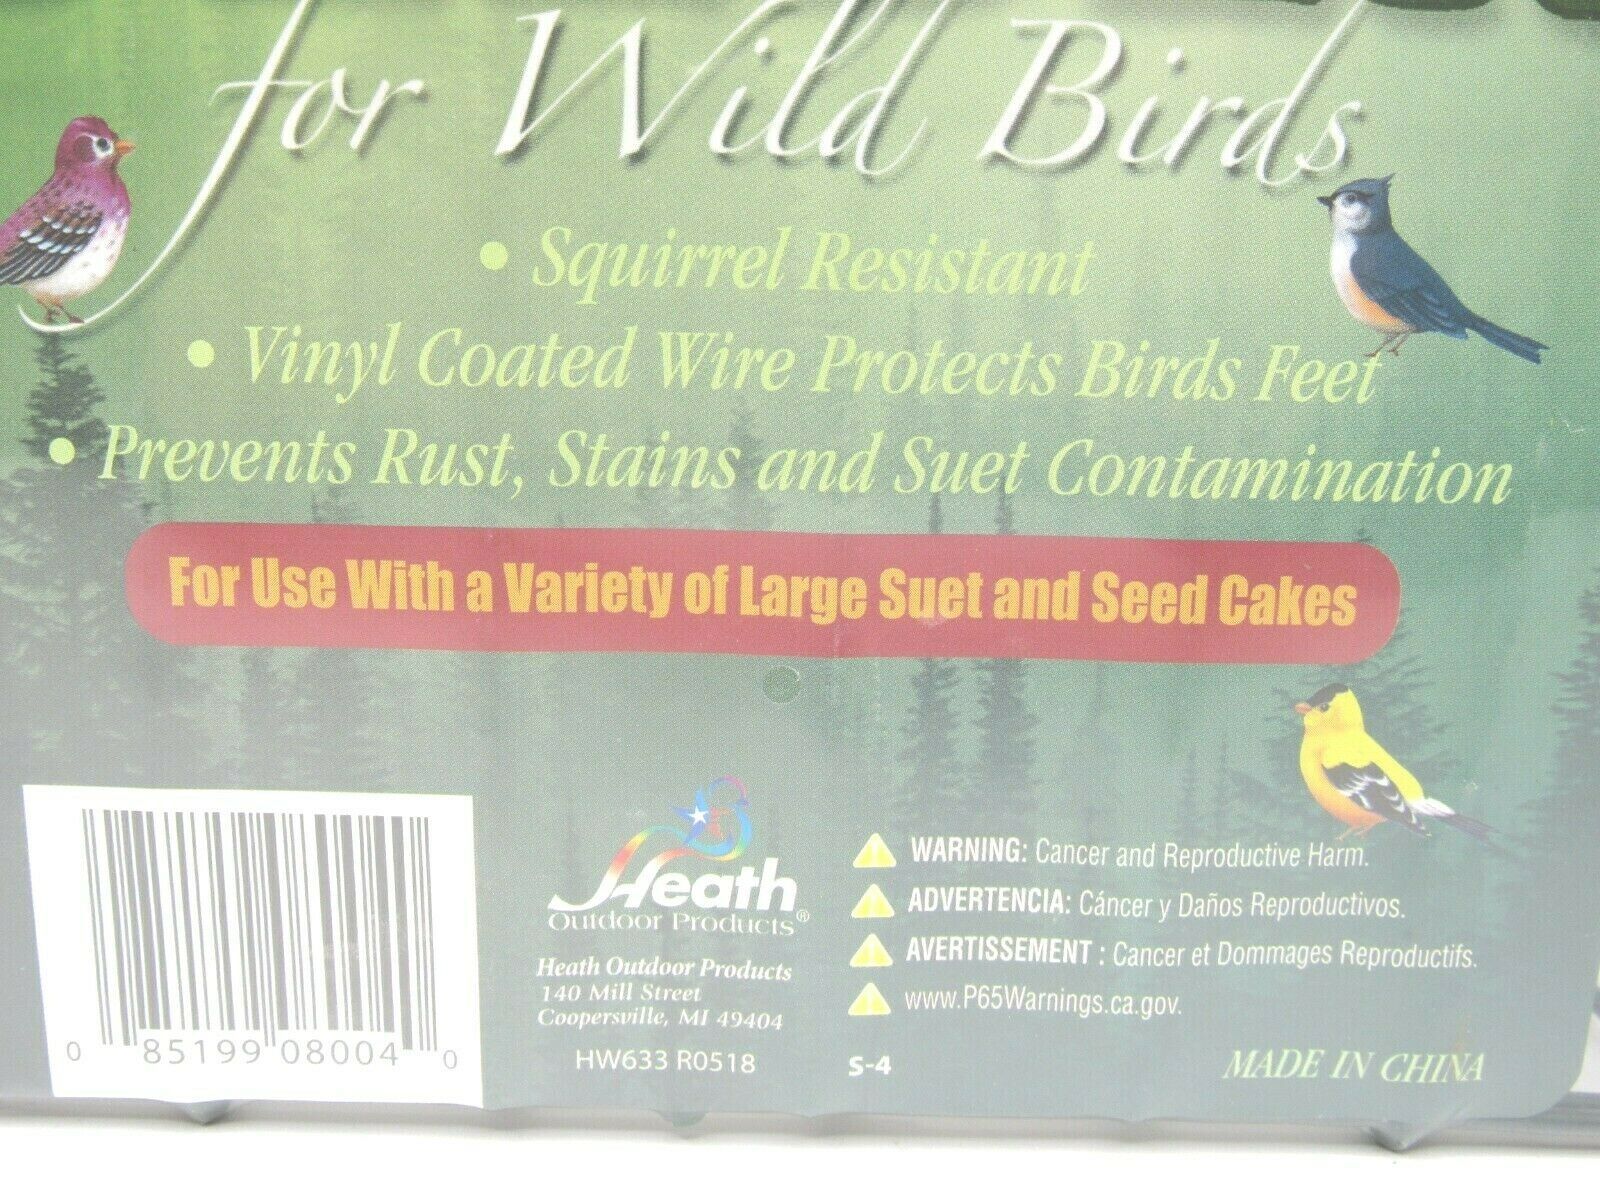 for Wild Birds
• Squirrel Resistant
• Vinyl Coated Wire Protects Birds Feet
• Prevents Rust, Stains and Suet Contamination
For Use With a Variety of Large Suet and Seed Cakes
Heath
Outdoor Products®
Heath Outdoor Products
140 Mill Street
Coopersville, MI 49404
HW633 R0518
WARNING: Cancer and Reproductive Harm.
ADVERTENCIA: Cáncer y Daños Reproductivos.
AVERTISSEMENT : Cancer et Dommages Reproductifs.
www.P65Warnings.ca.gov.
S-4
MADE IN CHINA
0 85199 08004 0